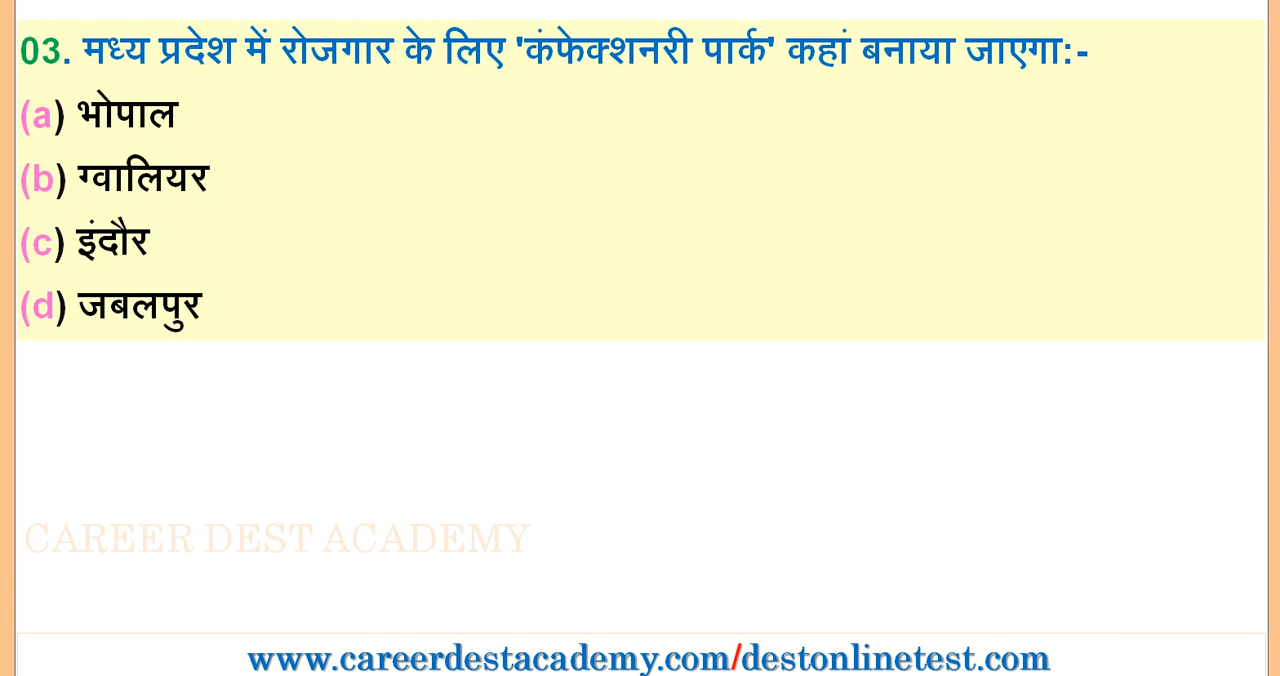 03. मध्य प्रदेश में रोजगार के लिए 'कंफेक्शनरी पार्क' कहां बनाया जाएगा:-
(a) भोपाल
(b) ग्वालियर
(c) इंदौर
(d) जबलपुर
CAREER DEST ACADEMY
www.careerdestacademy.com/destonlinetest.com